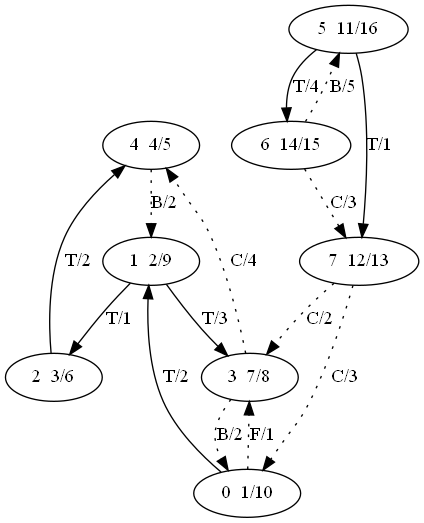 5 11/16
T/4
B/5
T/1
4 4/5
6 14/15
B/2
C/3
1 2/9
7 12/13
T/2
C/4
T/1
T/3
C/2
2 3/6
T/2
3 7/8
C/3
B/2
F/1
0 1/10